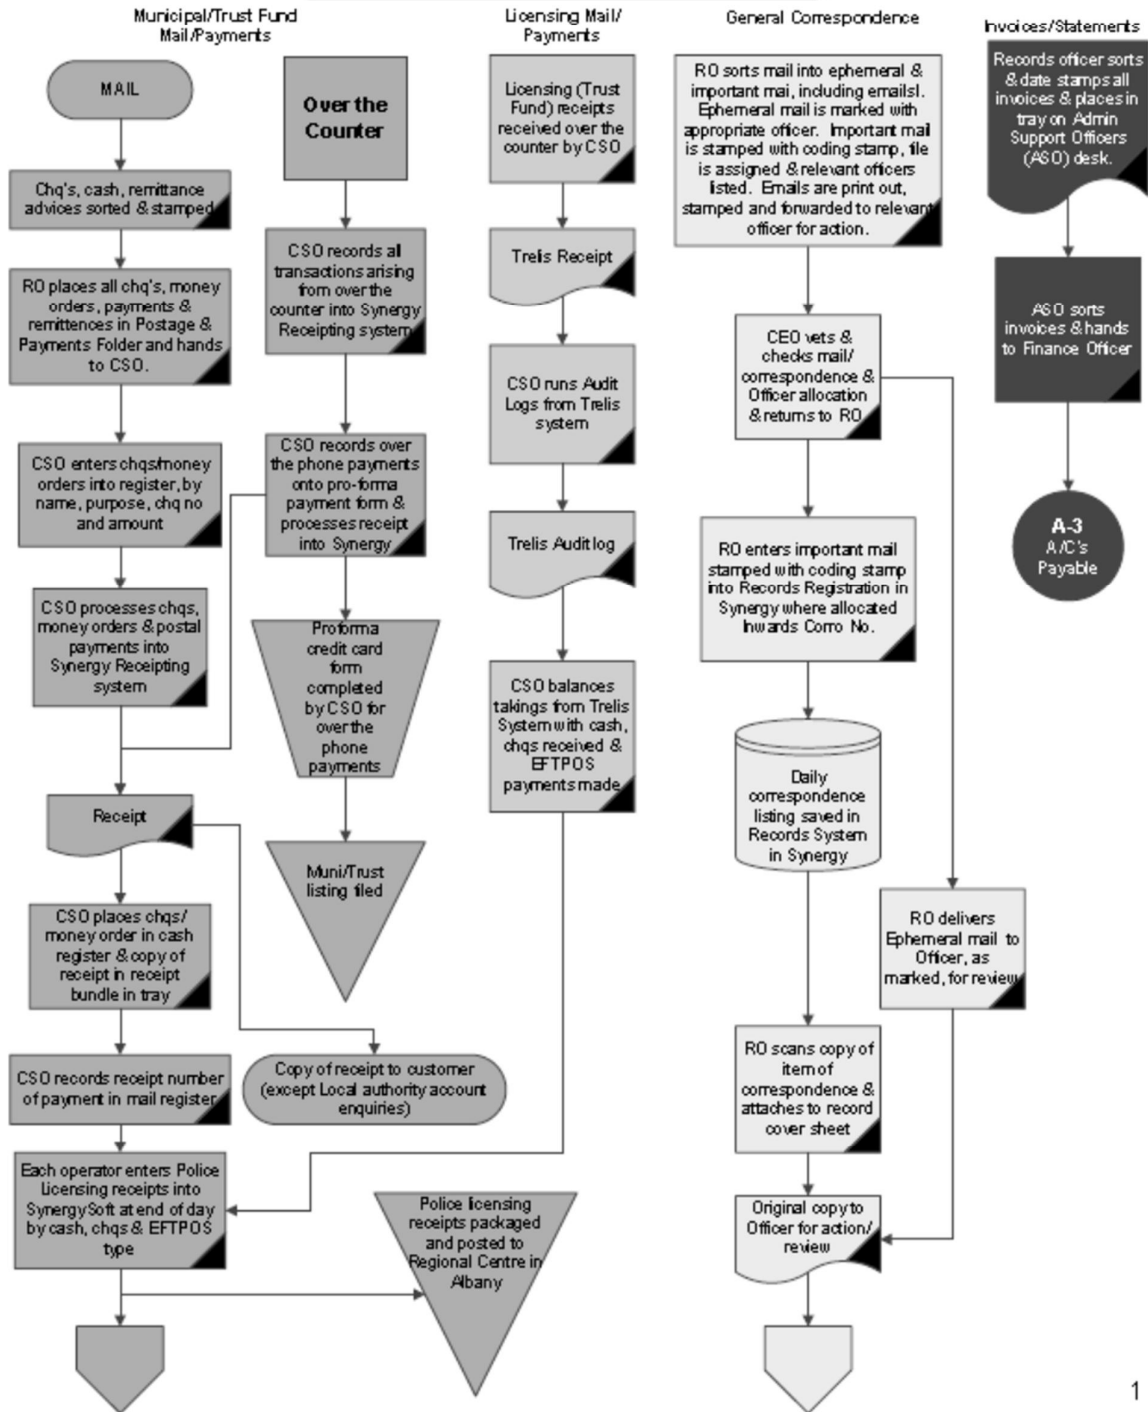 Municipal/Trust Fund
Mail/Payments
MAIL
Chq's, cash, remittance
advices sorted & stamped
RO places all chq's, money
orders, payments &
remittences in Postage &
Payments Folder and hands
to CSO.
CSO enters chqs/money
orders into register, by
name, purpose, chq no
and amount
CSO processes chqs,
money orders & postal
payments into
Synergy Receipting
system
Receipt
CSO places chqs/
money order in cash
register & copy of
receipt in receipt
bundle in tray
CSO records receipt number
of payment in mail register
Each operator enters Police
Licensing receipts into
SynergySoft at end of day
by cash, chqs & EFTPOS
type
Over the
Counter
CSO records all
transactions arising
from over the
counter into Synergy
Receipting system
CSO records over
the phone payments
onto pro-forma
payment form &
processes receipt
into Synergy
Proforma
credit card
form
completed
by CSO for
over the
phone
payments
Muni/Trust
listing filed
Copy of receipt to customer
(except Local authority account
enquiries)
Police licensing
receipts packaged
and posted to
Regional Centre in
Albany
Licensing Mail/
Payments
Licensing (Trust
Fund) receipts
received over the
counter by CSO
Trelis Receipt
CSO runs Audit
Logs from Trelis
system
Trelis Audit log
CSO balances
takings from Trelis
System with cash,
chqs received &
EFTPOS
payments made
General Correspondence
RO sorts mail into ephemeral &
important mai, including emails!.
Ephemeral mail is marked with
appropriate officer. Important mail
is stamped with coding stamp, file
is assigned & relevant officers
listed. Emails are print out,
stamped and forwarded to relevant
officer for action.
CEO vets &
checks mail/
correspondence &
Officer allocation
& returns to RO
RO enters important mail
stamped with coding stamp
into Records Registration in
Synergy where allocated
Inwards Corro No.
Daily
correspondence
listing saved in
Records System
in Synergy
RO delivers
Ephemeral mail to
Officer, as
marked, for review
RO scans copy of
item of
correspondence &
attaches to record
cover sheet
Original copy to
Officer for action/
review
Invoices/Statements
Records officer sorts
& date stamps all
invoices & places in
tray on Admin
Support Officers
(ASO) desk.
ASO sorts
invoices & hands
to Finance Officer
A-3
A/C's
Payable
1